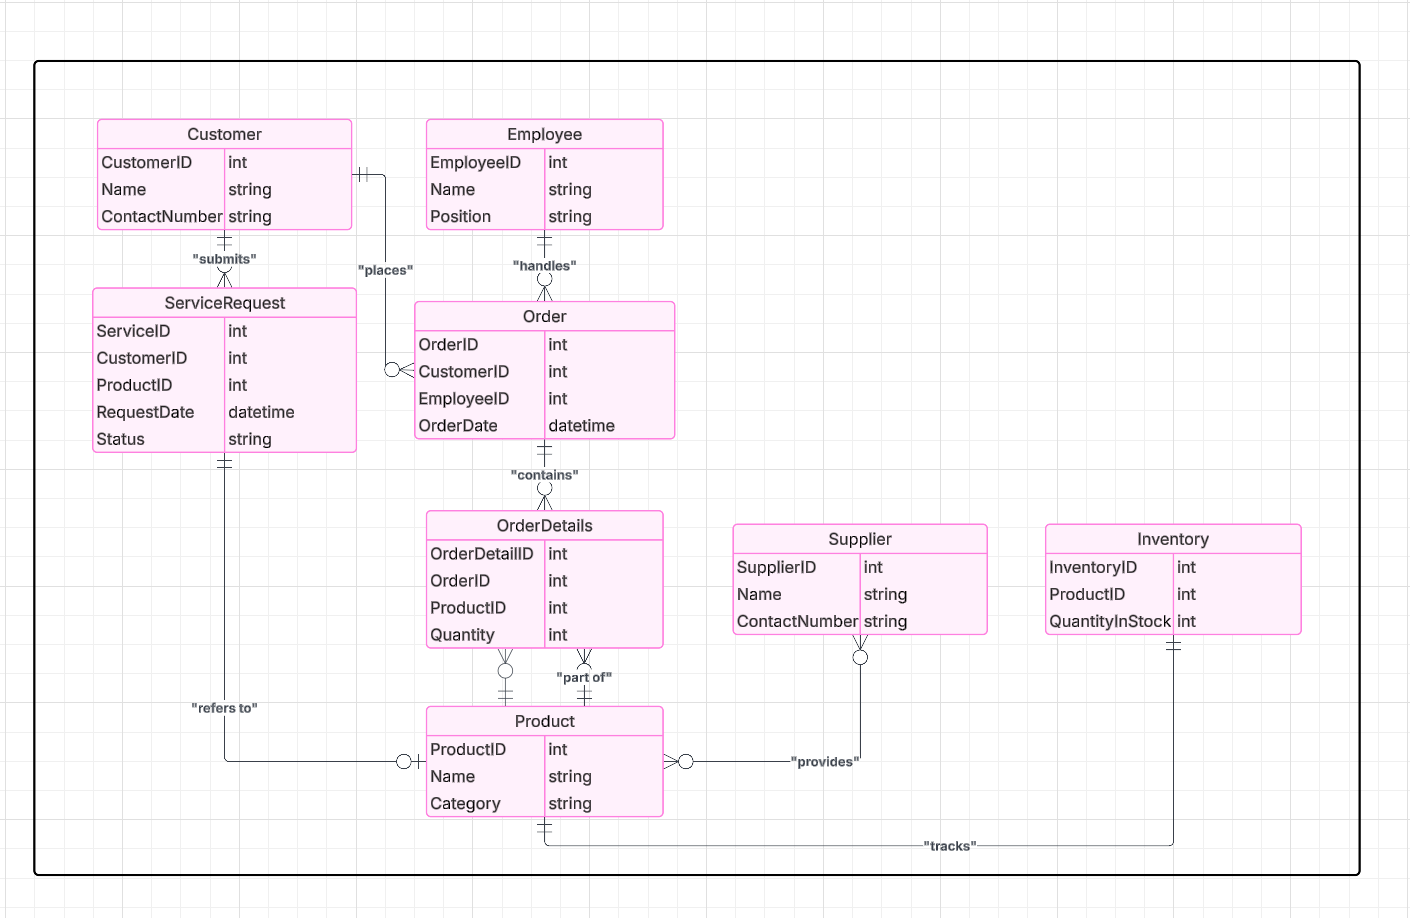 Customer
CustomerID int
Name string
ContactNumber string
Employee
EmployeeID int
Name string
Position string
"submits"
"places"
"handles"
ServiceRequest
ServiceID int
CustomerID int
ProductID int
RequestDate datetime
Status string
Order
OrderID int
CustomerID int
EmployeeID int
OrderDate datetime
"contains"
OrderDetails
OrderDetailID int
OrderID int
ProductID int
Quantity int
Supplier
SupplierID int
Name string
ContactNumber string
Inventory
InventoryID int
ProductID int
QuantityInStock int
"part of"
"refers to"
Product
ProductID int
Name string
Category string
"provides"
"tracks"